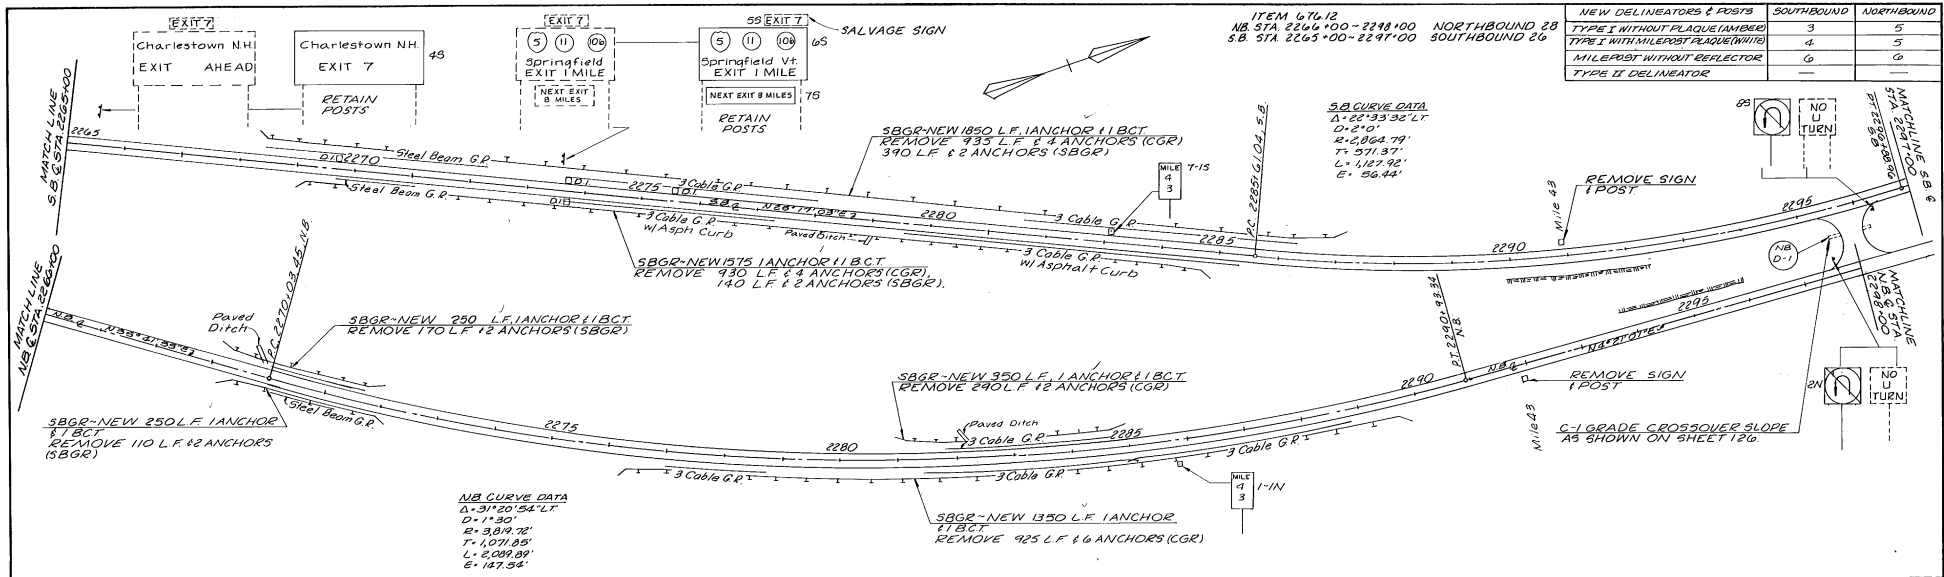 EXIT 7
Charlestown N.H.
EXIT AHEAD
Charlestown N.H.
EXIT 7
4S
RETAIN
POSTS
EXIT 7
5 11 106
Springfield
EXIT 1 MILE
NEXT EXIT
8 MILES
5S EXIT 7
SALVAGE SIGN
5 11 106
6S
Springfield Vt.
EXIT 1 MILE
NEXT EXIT 8 MILES
7S
RETAIN
POSTS
ITEM 676.12
N.B. STA. 2266+00~2298+00 NORTHBOUND 28
S.B. STA. 2265+00~2297+00 SOUTHBOUND 26
NEW DELINEATORS & POSTS SOUTHBOUND NORTHBOUND
TYPE I WITHOUT PLAQUE (AMBER) 3 5
TYPE I WITH MILEPOST PLAQUE (WHITE) 4 5
MILEPOST WITHOUT REFLECTOR 6 6
TYPE II DELINEATOR — —
MATCH LINE
S.B. ℄ STA. 2265+00
2265
D.I. 2270
Steel Beam G.R.
Steel Beam G.R.
D.I.
2275
D.I.
D.I.
3 Cable G.R.
3 Cable G.R.
w/ Asph Curb
S.B. ℄
N28°17'03"E
2280
Paved Ditch
SBGR~NEW 1850 L.F. 1 ANCHOR & 1 B.C.T.
REMOVE 935 L.F. & 4 ANCHORS (CGR)
390 L.F. & 2 ANCHORS (SBGR)
SBGR~NEW 1575 1 ANCHOR & 1 B.C.T.
REMOVE 930 L.F. & 4 ANCHORS (CGR),
140 L.F. & 2 ANCHORS (SBGR).
MILE
4
3
7-1S
3 Cable G.R.
3 Cable G.R.
w/ Asphalt Curb
2285
P.C. 2285+61.04, S.B.
S.B. CURVE DATA
Δ=22°33'32" LT.
D=2°0'
R=2,864.79'
T=571.37'
L=1,127.92'
E=56.44'
2290
Mile 43
REMOVE SIGN
& POST
2295
8S
NO
U
TURN
P.T. 2296+88.96
S.B.
MATCHLINE S.B. ℄
STA. 2297+00
NB
D-1
MATCHLINE
N.B. ℄ STA.
2298+00
2N
NO
U
TURN
C-1 GRADE CROSSOVER SLOPE
AS SHOWN ON SHEET 126.
MATCH LINE
N.B. ℄ STA. 2266+00
N.B. ℄
Paved
Ditch
P.C. 2270+03.45 N.B.
SBGR~NEW 250 L.F. 1 ANCHOR & 1 B.C.T.
REMOVE 170 L.F. & 2 ANCHORS (SBGR)
SBGR~NEW 250 L.F. 1 ANCHOR
& 1 B.C.T.
REMOVE 110 L.F. & 2 ANCHORS
(SBGR)
Steel Beam G.R.
2275
2280
3 Cable G.R.
3 Cable G.R.
SBGR~NEW 350 L.F., 1 ANCHOR & 1 B.C.T.
REMOVE 290 L.F. & 2 ANCHORS (CGR)
Paved Ditch
3 Cable G.R.
2285
3 Cable G.R.
MILE
4
3
1-1N
SBGR~NEW 1350 L.F. 1 ANCHOR
& 1 B.C.T.
REMOVE 925 L.F. & 6 ANCHORS (CGR)
2290
P.T. 2290+93.34
N.B.
N.B. ℄
N4°21'01"E
2295
REMOVE SIGN
& POST
Mile 43
N.B. CURVE DATA
Δ=31°20'54" LT.
D=1°30'
R=3,819.72'
T=1,071.85'
L=2,089.89'
E=147.54'